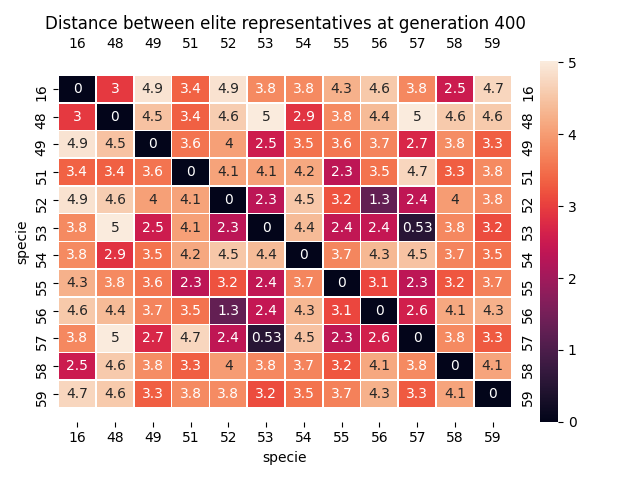 Distance between elite representatives at generation 400
16 48 49 51 52 53 54 55 56 57 58 59
16 0 3 4.9 3.4 4.9 3.8 3.8 4.3 4.6 3.8 2.5 4.7 16
48 3 0 4.5 3.4 4.6 5 2.9 3.8 4.4 5 4.6 4.6 48
49 4.9 4.5 0 3.6 4 2.5 3.5 3.6 3.7 2.7 3.8 3.3 49
51 3.4 3.4 3.6 0 4.1 4.1 4.2 2.3 3.5 4.7 3.3 3.8 51
52 4.9 4.6 4 4.1 0 2.3 4.5 3.2 1.3 2.4 4 3.8 52
53 3.8 5 2.5 4.1 2.3 0 4.4 2.4 2.4 0.53 3.8 3.2 53
54 3.8 2.9 3.5 4.2 4.5 4.4 0 3.7 4.3 4.5 3.7 3.5 54
55 4.3 3.8 3.6 2.3 3.2 2.4 3.7 0 3.1 2.3 3.2 3.7 55
56 4.6 4.4 3.7 3.5 1.3 2.4 4.3 3.1 0 2.6 4.1 4.3 56
57 3.8 5 2.7 4.7 2.4 0.53 4.5 2.3 2.6 0 3.8 3.3 57
58 2.5 4.6 3.8 3.3 4 3.8 3.7 3.2 4.1 3.8 0 4.1 58
59 4.7 4.6 3.3 3.8 3.8 3.2 3.5 3.7 4.3 3.3 4.1 0 59
16 48 49 51 52 53 54 55 56 57 58 59
specie
specie
5
4
3
2
1
0